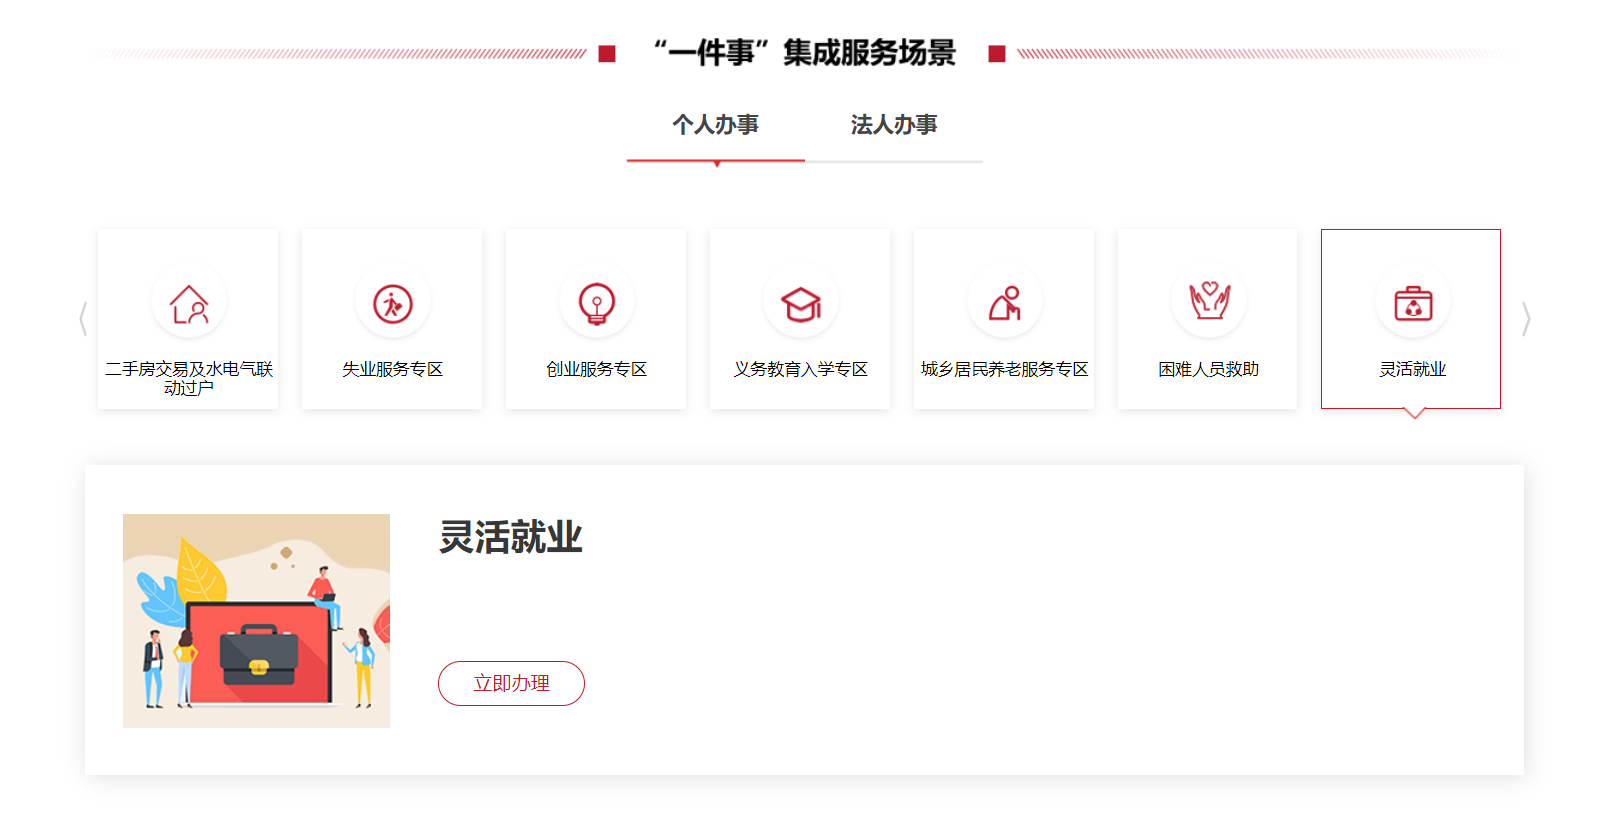 “一件事”集成服务场景
个人办事
法人办事
二手房交易及水电气联
动过户
失业服务专区
创业服务专区
义务教育入学专区
城乡居民养老服务专区
困难人员救助
灵活就业
灵活就业
立即办理